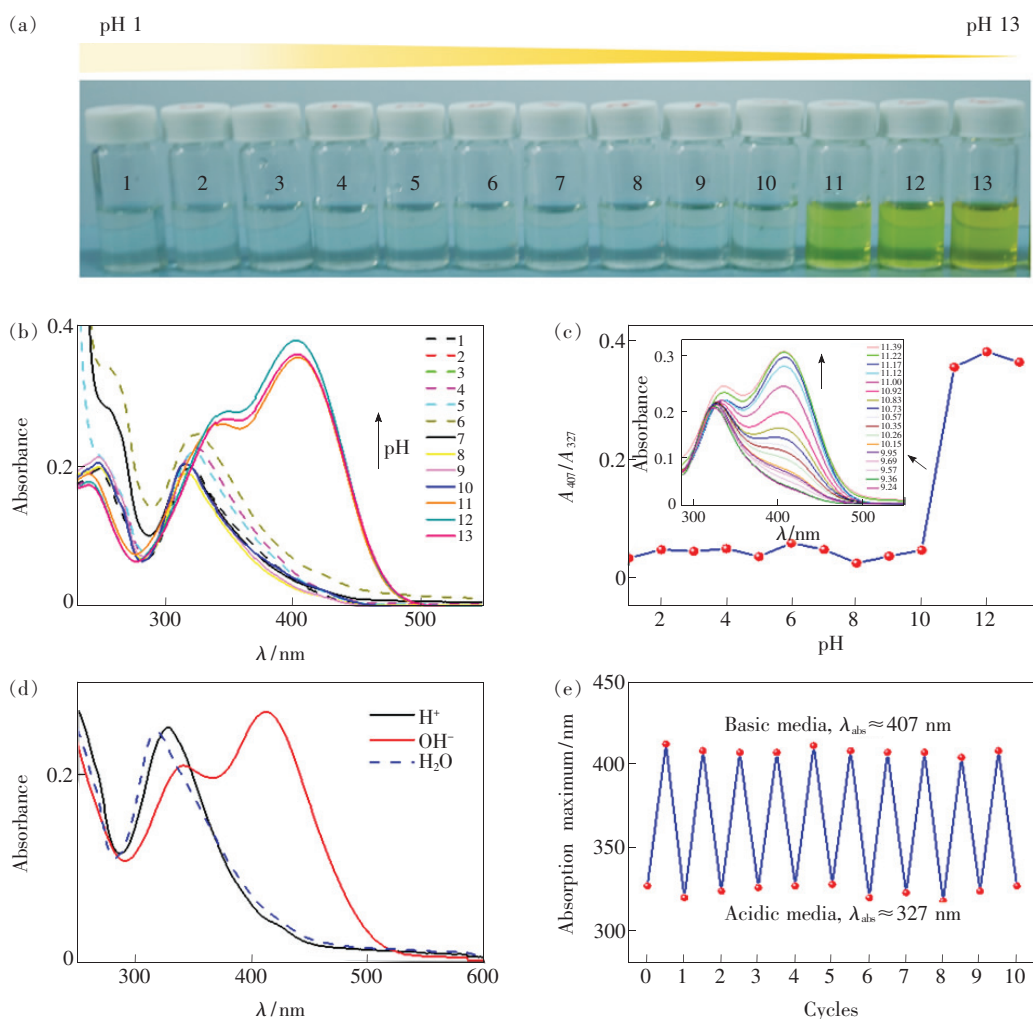 (a)
pH 1
pH 13
1 2 3 4 5 6 7 8 9 10 11 12 13
(b)
0.4
0.2
0
Absorbance
300 400 500
λ/nm
1
2
3
4
5
6
7
8
9
10
11
12
13
pH
(c)
0.4
0.2
0
A407/A327
2 4 6 8 10 12
pH
0.3
0.2
0.1
0
Absorbance
300 400 500
λ/nm
11.39
11.22
11.17
11.12
11.00
10.92
10.83
10.73
10.57
10.35
10.26
10.15
9.95
9.69
9.57
9.36
9.24
(d)
0.2
0
Absorbance
300 400 500 600
λ/nm
H⁺
OH⁻
H₂O
(e)
450
400
350
300
Absorption maximum/nm
Basic media, λabs≈407 nm
Acidic media, λabs≈327 nm
0 1 2 3 4 5 6 7 8 9 10
Cycles